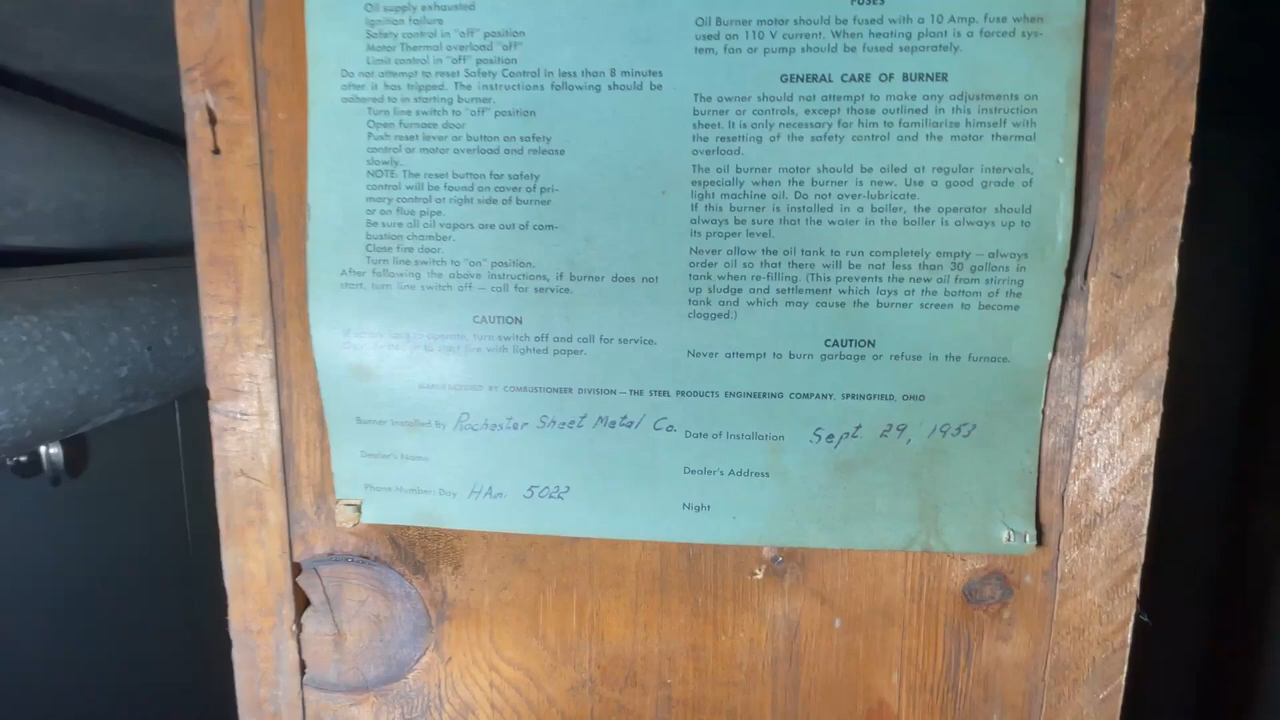 Oil supply exhausted
Ignition failure
Safety control in "off" position
Motor Thermal overload "off"
Limit control in "off" position
Do not attempt to reset Safety Control in less than 8 minutes
after it has tripped. The instructions following should be
adhered to in starting burner.
Turn line switch to "off" position
Open furnace door
Push reset lever or button on safety
control or motor overload and release
slowly.
NOTE: The reset button for safety
control will be found on cover of pri-
mary control at right side of burner
or on flue pipe.
Be sure all oil vapors are out of com-
bustion chamber.
Close fire door.
Turn line switch to "on" position.
After following the above instructions, if burner does not
start, turn line switch off — call for service.
CAUTION
turn switch off and call for service.
fire with lighted paper.
FUSES
Oil Burner motor should be fused with a 10 Amp. fuse when
used on 110 V current. When heating plant is a forced sys-
tem, fan or pump should be fused separately.
GENERAL CARE OF BURNER
The owner should not attempt to make any adjustments on
burner or controls, except those outlined in this instruction
sheet. It is only necessary for him to familiarize himself with
the resetting of the safety control and the motor thermal
overload.
The oil burner motor should be oiled at regular intervals,
especially when the burner is new. Use a good grade of
light machine oil. Do not over-lubricate.
If this burner is installed in a boiler, the operator should
always be sure that the water in the boiler is always up to
its proper level.
Never allow the oil tank to run completely empty — always
order oil so that there will be not less than 30 gallons in
tank when re-filling. (This prevents the new oil from stirring
up sludge and settlement which lays at the bottom of the
tank and which may cause the burner screen to become
clogged.)
CAUTION
Never attempt to burn garbage or refuse in the furnace.
MANUFACTURED BY COMBUSTIONEER DIVISION — THE STEEL PRODUCTS ENGINEERING COMPANY, SPRINGFIELD, OHIO
Burner Installed By Rochester Sheet Metal Co. Date of Installation Sept. 29, 1953
Dealer's Name Dealer's Address
Phone Number: Day HAm. 5022 Night